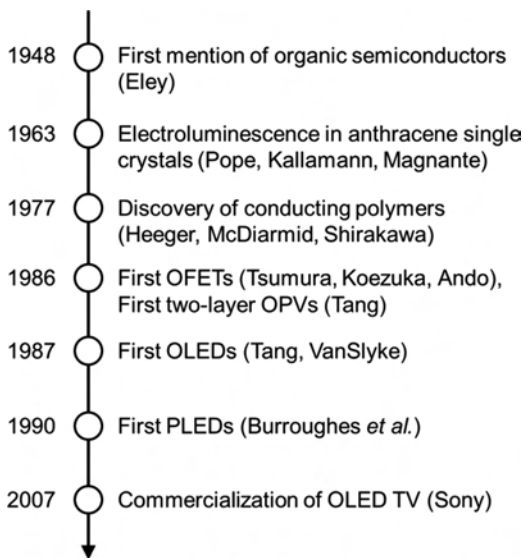 1948 First mention of organic semiconductors
(Eley)
1963 Electroluminescence in anthracene single
crystals (Pope, Kallamann, Magnante)
1977 Discovery of conducting polymers
(Heeger, McDiarmid, Shirakawa)
1986 First OFETs (Tsumura, Koezuka, Ando),
First two-layer OPVs (Tang)
1987 First OLEDs (Tang, VanSlyke)
1990 First PLEDs (Burroughes et al.)
2007 Commercialization of OLED TV (Sony)